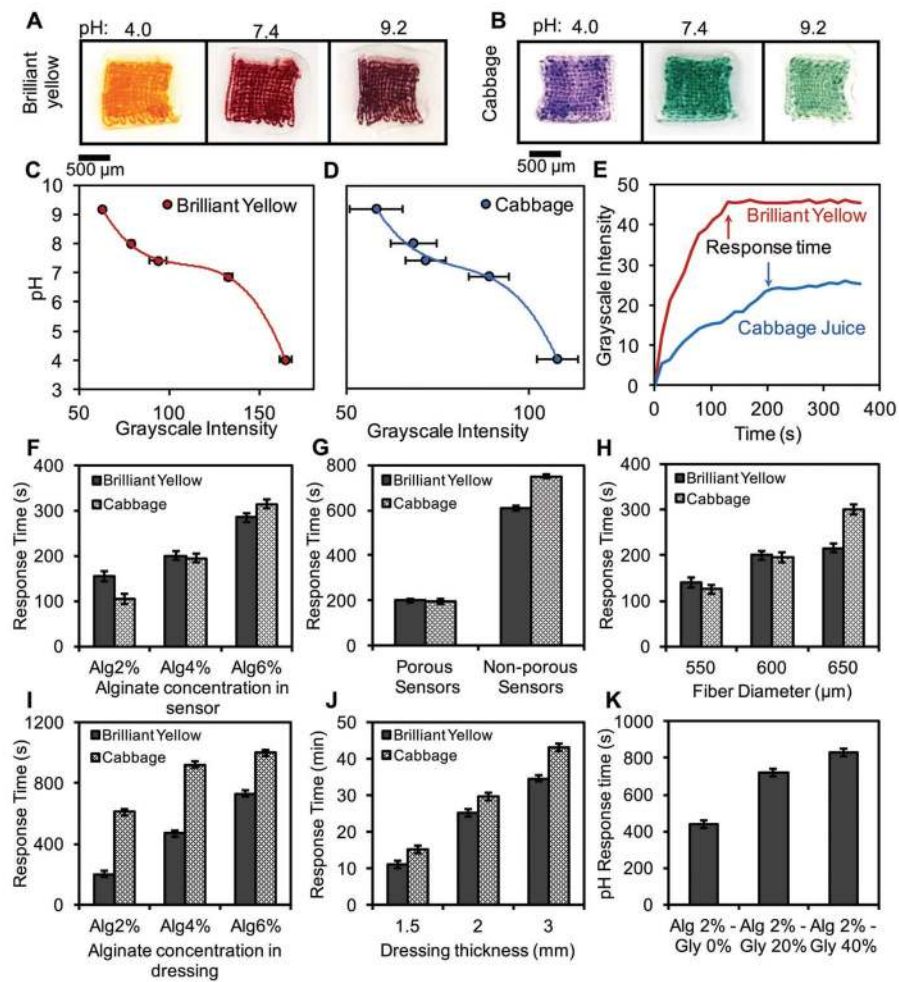 A
pH: 4.0 7.4 9.2
Brilliant
yellow
500 µm
B
pH: 4.0 7.4 9.2
Cabbage
500 µm
C
10
9
8
7
6
5
4
3
pH
Brilliant Yellow
50 100 150
Grayscale Intensity
D
Cabbage
50 100
Grayscale Intensity
E
50
40
30
20
10
0
Grayscale Intensity
Brilliant Yellow
Response time
Cabbage Juice
0 100 200 300 400
Time (s)
F
400
300
200
100
0
Response Time (s)
Brilliant Yellow
Cabbage
Alg2% Alg4% Alg6%
Alginate concentration in
sensor
G
800
600
400
200
0
Response Time (s)
Brilliant Yellow
Cabbage
Porous
Sensors
Non-porous
Sensors
H
400
300
200
100
0
Response Time (s)
Brilliant Yellow
Cabbage
550 600 650
Fiber Diameter (µm)
I
1200
800
400
0
Response Time (s)
Brilliant Yellow
Cabbage
Alg2% Alg4% Alg6%
Alginate concentration in
dressing
J
50
40
30
20
10
0
Response Time (min)
Brilliant Yellow
Cabbage
1.5 2 3
Dressing thickness (mm)
K
1000
800
600
400
200
0
pH Response time (s)
Alg 2% - Alg 2% - Alg 2% -
Gly 0% Gly 20% Gly 40%